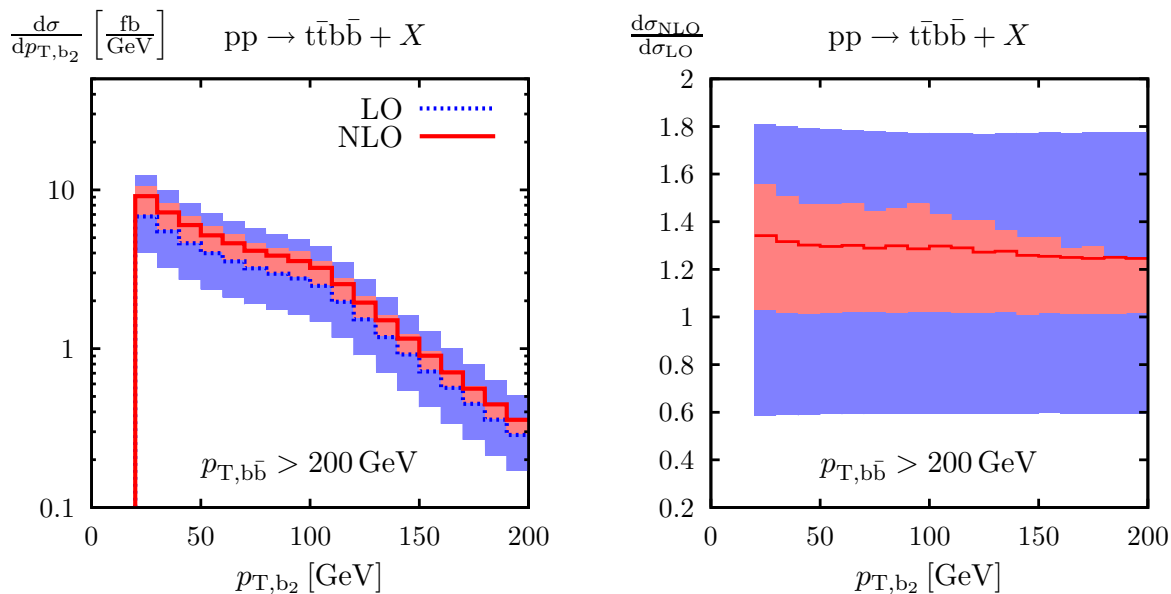 dσ/dp_T,b₂ [fb/GeV] pp → tt̄bb̄ + X
LO
NLO
10
1
0.1
p_T,bb̄ > 200 GeV
0 50 100 150 200
p_T,b₂ [GeV]
dσ_NLO/dσ_LO pp → tt̄bb̄ + X
2
1.8
1.6
1.4
1.2
1
0.8
0.6
0.4
0.2
p_T,bb̄ > 200 GeV
0 50 100 150 200
p_T,b₂ [GeV]